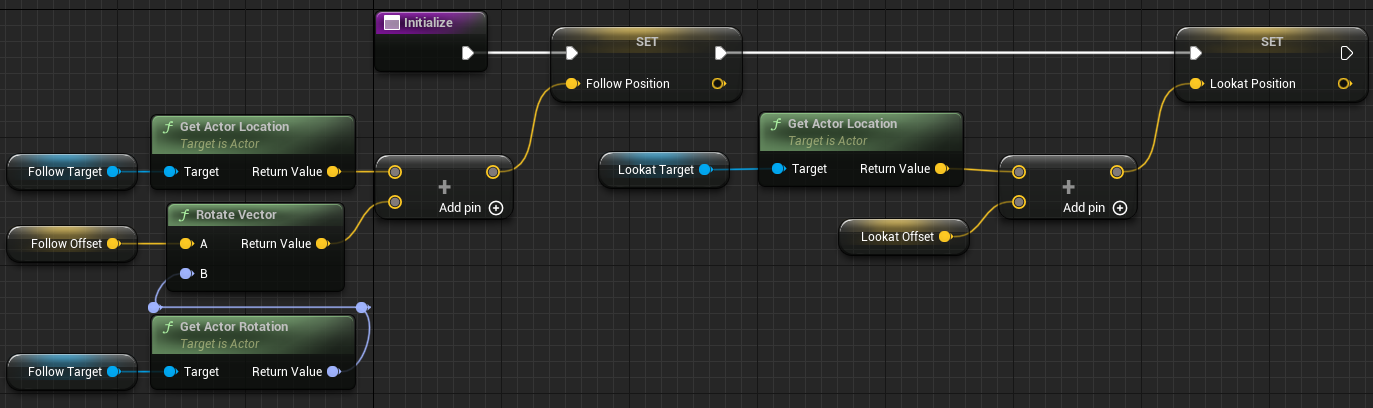 Initialize
SET
Follow Position
SET
Lookat Position
Get Actor Location
Target is Actor
Follow Target
Target
Return Value
Add pin
Rotate Vector
Follow Offset
A
Return Value
B
Get Actor Rotation
Target is Actor
Follow Target
Target
Return Value
Get Actor Location
Target is Actor
Lookat Target
Target
Return Value
Add pin
Lookat Offset